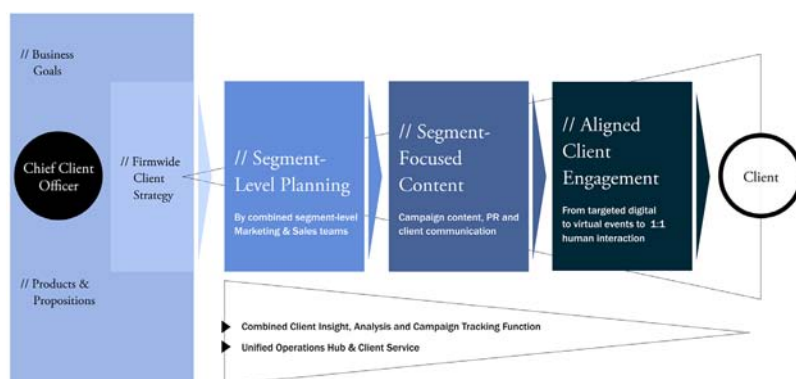 // Business
Goals
Chief Client
Officer
// Products &
Propositions
// Firmwide
Client
Strategy
// Segment-
Level Planning
By combined segment-level
Marketing & Sales teams
// Segment-
Focused
Content
Campaign content, PR and
client communication
// Aligned
Client
Engagement
From targeted digital
to virtual events to 1:1
human interaction
Client
Combined Client Insight, Analysis and Campaign Tracking Function
Unified Operations Hub & Client Service